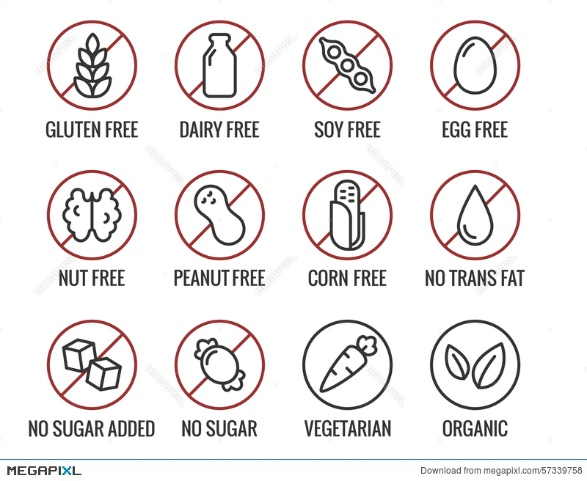 GLUTEN FREE
DAIRY FREE
SOY FREE
EGG FREE
NUT FREE
PEANUT FREE
CORN FREE
NO TRANS FAT
NO SUGAR ADDED
NO SUGAR
VEGETARIAN
ORGANIC
MEGAPIXL
Download from megapixl.com/57339758